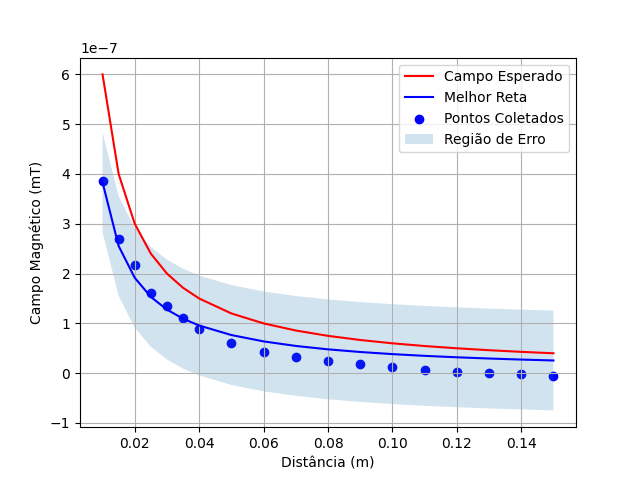 1e−7
6
5
4
3
2
1
0
−1
Campo Magnético (mT)
Campo Esperado
Melhor Reta
Pontos Coletados
Região de Erro
0.02 0.04 0.06 0.08 0.10 0.12 0.14
Distância (m)